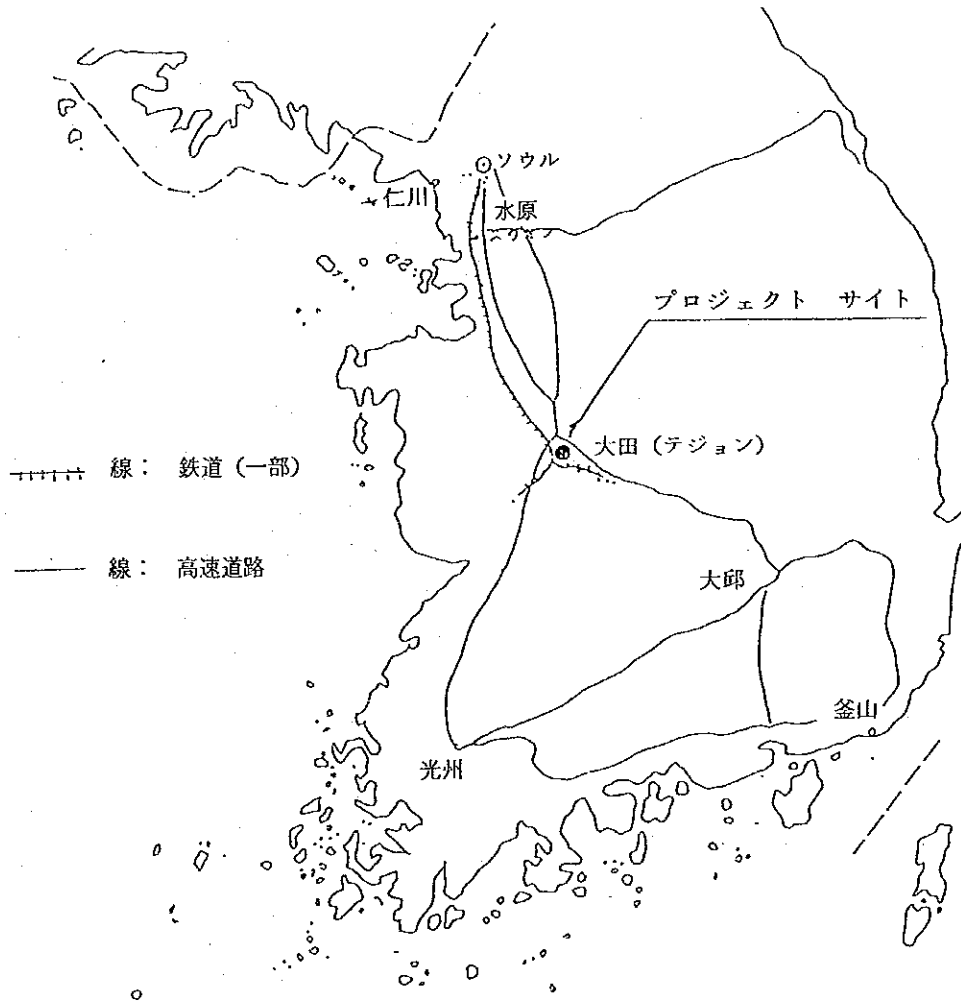 ソウル
仁川
水原
プロジェクト サイト
大田（テジョン）
線： 鉄道（一部）
線： 高速道路
大邱
釜山
光州